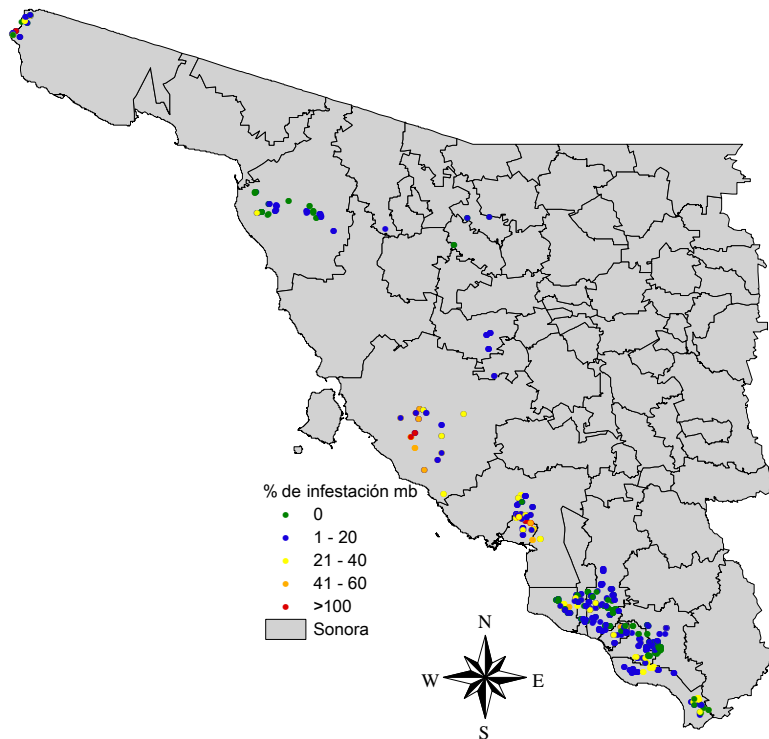 % de infestación mb
0
1 - 20
21 - 40
41 - 60
>100
Sonora
N
W E
S